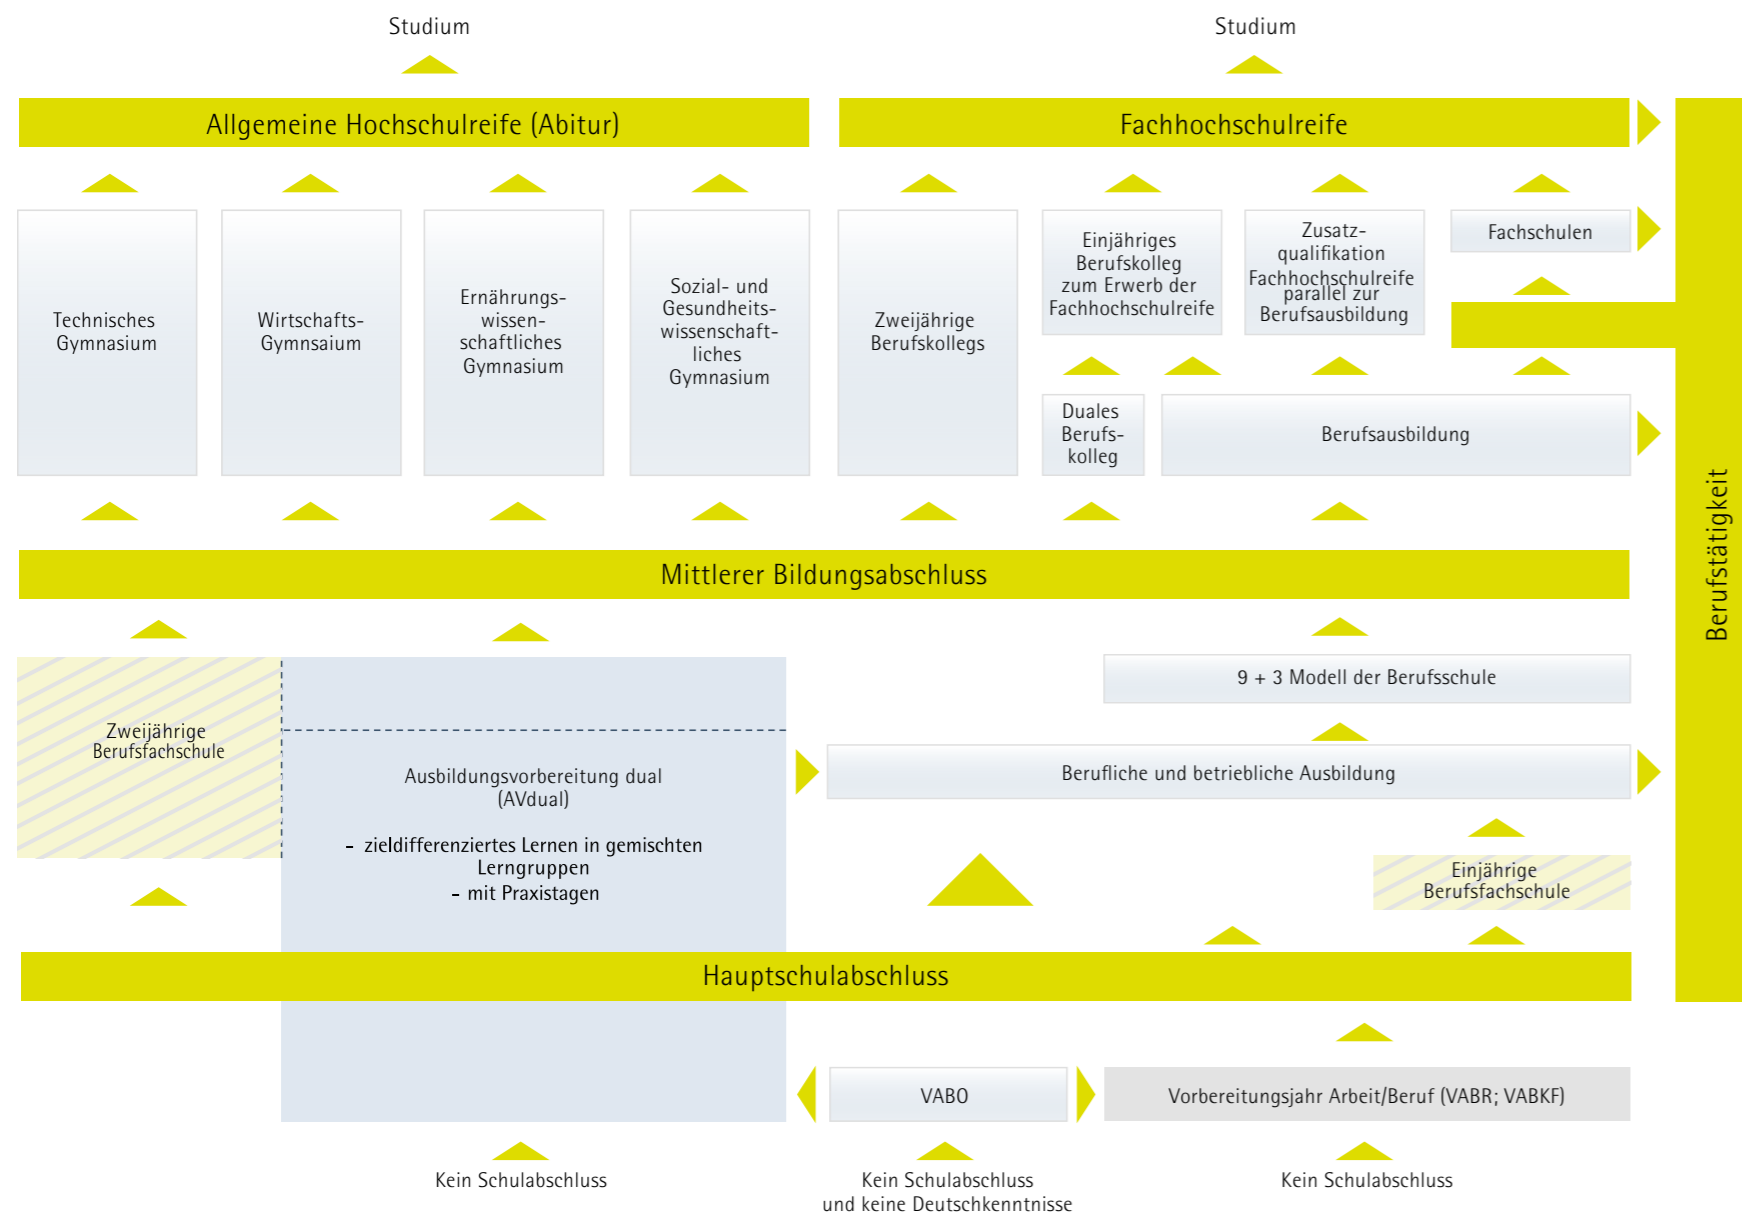 Studium
Studium
Allgemeine Hochschulreife (Abitur)
Fachhochschulreife
Technisches
Gymnasium
Wirtschafts-
Gymnsaium
Ernährungs-
wissen-
schaftliches
Gymnasium
Sozial- und
Gesundheits-
wissenschaft-
liches
Gymnasium
Zweijährige
Berufskollegs
Einjähriges
Berufskolleg
zum Erwerb der
Fachhochschulreife
Zusatz-
qualifikation
Fachhochschulreife
parallel zur
Berufsausbildung
Fachschulen
Duales
Berufs-
kolleg
Berufsausbildung
Berufstätigkeit
Mittlerer Bildungsabschluss
Zweijährige
Berufsfachschule
Ausbildungsvorbereitung dual
(AVdual)
- zieldifferenziertes Lernen in gemischten
Lerngruppen
- mit Praxistagen
9 + 3 Modell der Berufsschule
Berufliche und betriebliche Ausbildung
Einjährige
Berufsfachschule
Hauptschulabschluss
VABO
Vorbereitungsjahr Arbeit/Beruf (VABR; VABKF)
Kein Schulabschluss
Kein Schulabschluss
und keine Deutschkenntnisse
Kein Schulabschluss